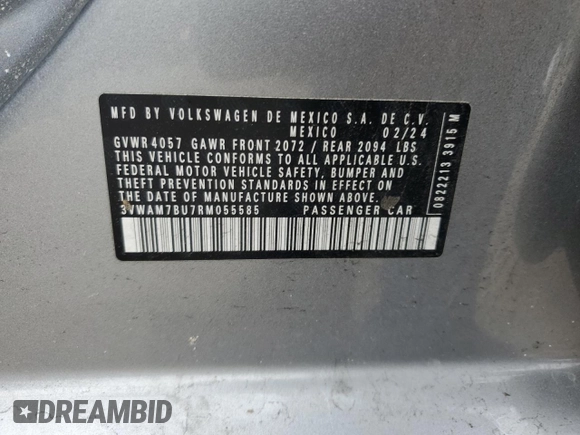 MFD BY VOLKSWAGEN DE MEXICO S.A. DE C.V.
MEXICO 02/24
GVWR 4057 GAWR FRONT 2072 / REAR 2094 LBS
THIS VEHICLE CONFORMS TO ALL APPLICABLE U.S.
FEDERAL MOTOR VEHICLE SAFETY, BUMPER AND
THEFT PREVENTION STANDARDS IN EFFECT ON
THE DATE OF MANUFACTURE SHOWN ABOVE.
3VWAM7BU7RM055585 PASSENGER CAR
0822213 3915 M
DREAMBID